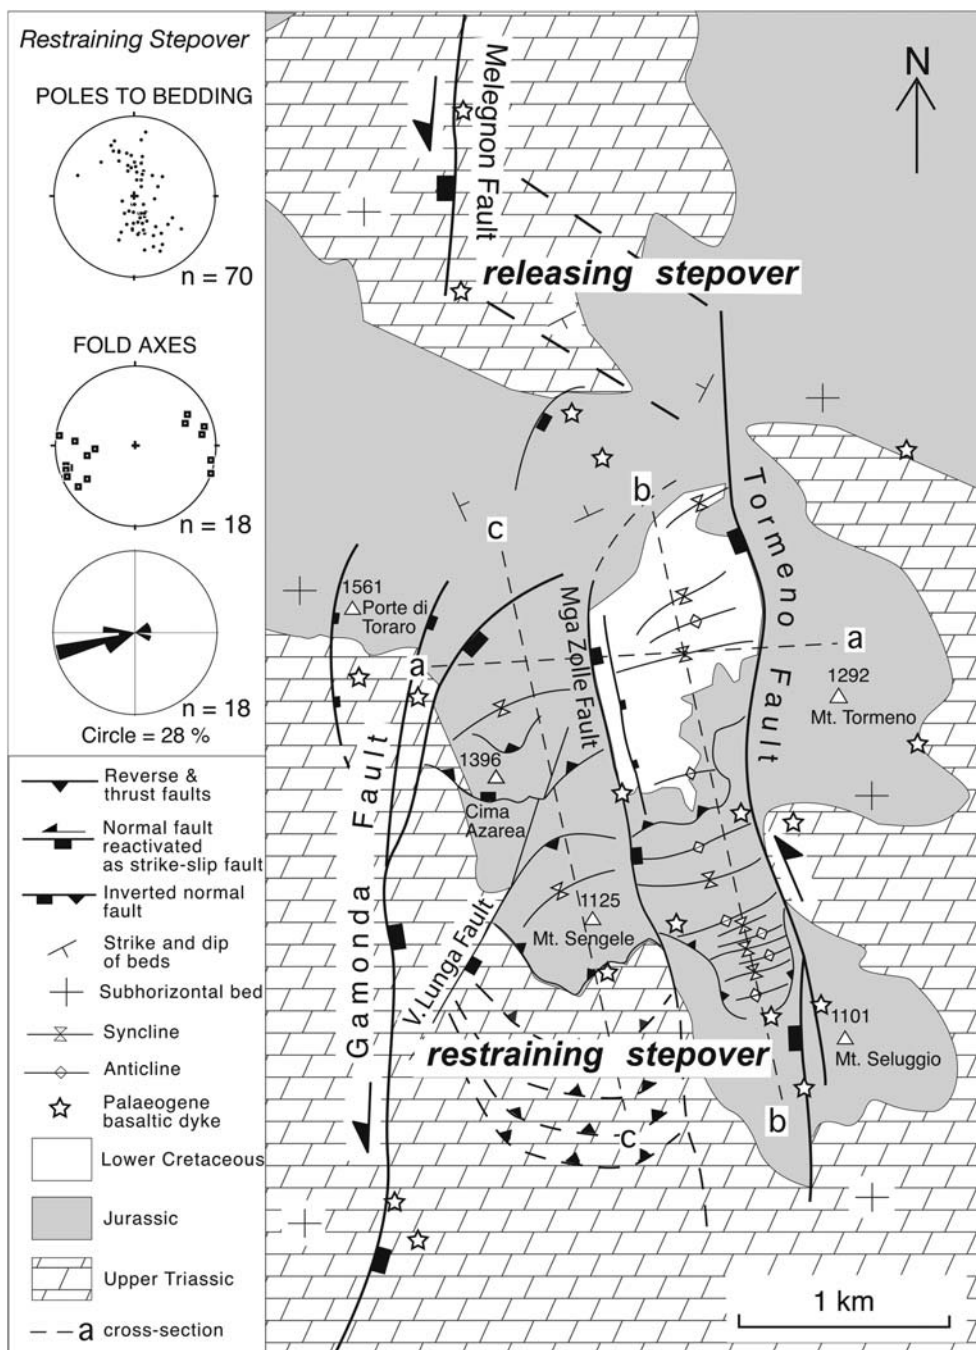 Restraining Stepover
POLES TO BEDDING
n = 70
FOLD AXES
n = 18
n = 18
Circle = 28 %
Reverse &
thrust faults
Normal fault
reactivated
as strike-slip fault
Inverted normal
fault
Strike and dip
of beds
Subhorizontal bed
Syncline
Anticline
Palaeogene
basaltic dyke
Lower Cretaceous
Jurassic
Upper Triassic
a cross-section
N
Melegnon Fault
releasing stepover
b
c
Tormeno Fault
1561
Porte di
Toraro
a
a
Mga Zolle Fault
1292
Mt. Tormeno
1396
Cima
Azarea
Gamonda Fault
1125
Mt. Sengele
V. Lunga Fault
restraining stepover
1101
Mt. Seluggio
b
c
1 km